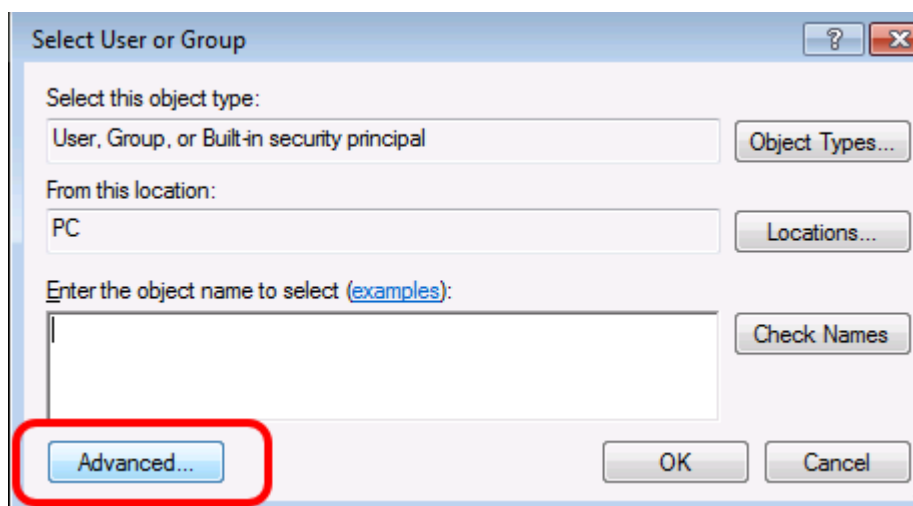 Select User or Group
Select this object type:
User, Group, or Built-in security principal
Object Types...
From this location:
PC
Locations...
Enter the object name to select (examples):
Check Names
Advanced...
OK
Cancel